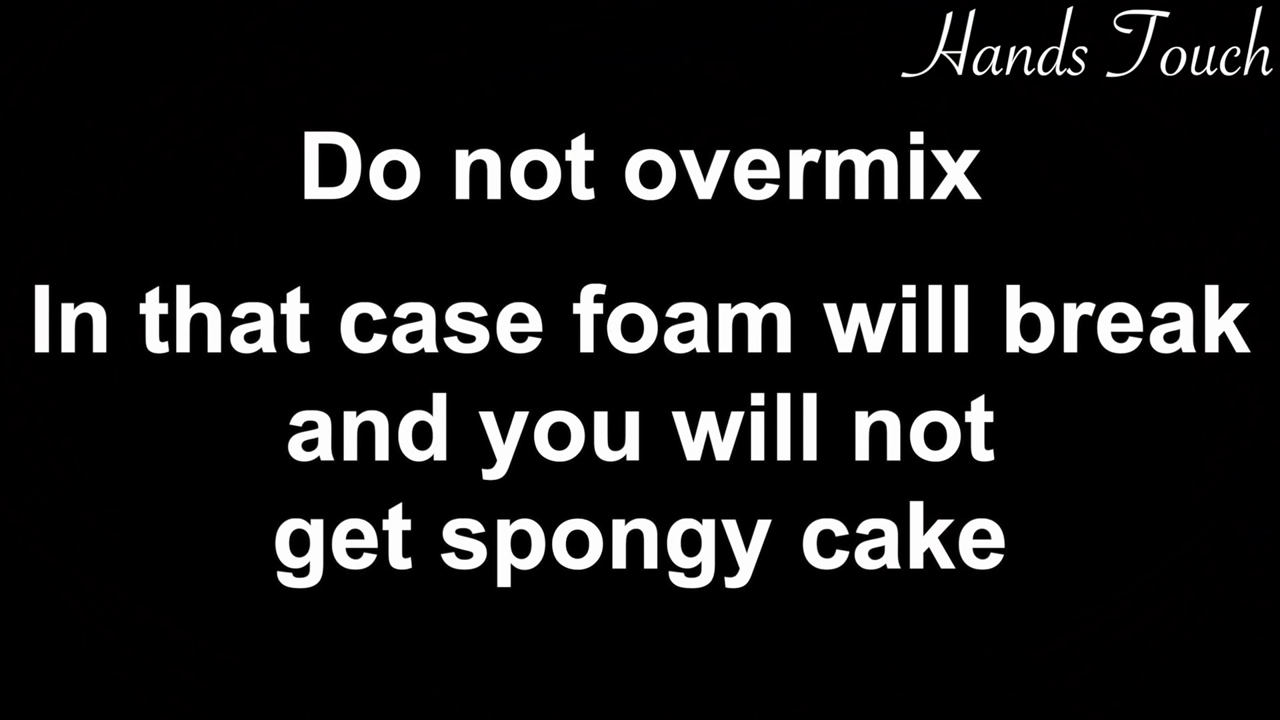 Hands Touch
Do not overmix
In that case foam will break
and you will not
get spongy cake